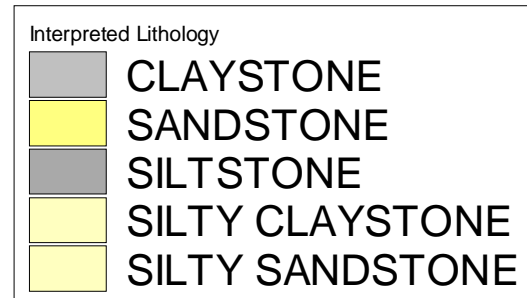 Interpreted Lithology
CLAYSTONE
SANDSTONE
SILTSTONE
SILTY CLAYSTONE
SILTY SANDSTONE